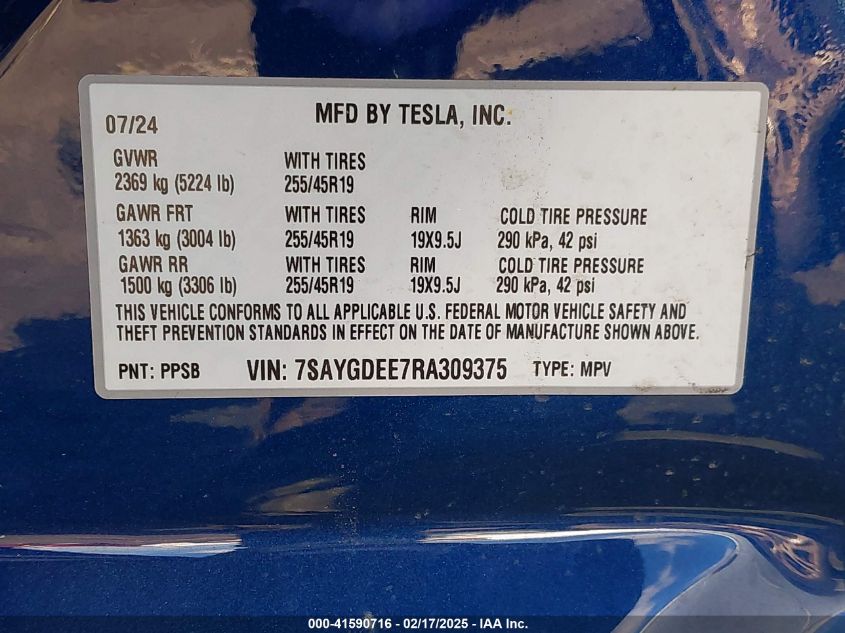 07/24 MFD BY TESLA, INC.
GVWR WITH TIRES
2369 kg (5224 lb) 255/45R19
GAWR FRT WITH TIRES RIM COLD TIRE PRESSURE
1363 kg (3004 lb) 255/45R19 19X9.5J 290 kPa, 42 psi
GAWR RR WITH TIRES RIM COLD TIRE PRESSURE
1500 kg (3306 lb) 255/45R19 19X9.5J 290 kPa, 42 psi
THIS VEHICLE CONFORMS TO ALL APPLICABLE U.S. FEDERAL MOTOR VEHICLE SAFETY AND
THEFT PREVENTION STANDARDS IN EFFECT ON THE DATE OF MANUFACTURE SHOWN ABOVE.
PNT: PPSB VIN: 7SAYGDEE7RA309375 TYPE: MPV
000-41590716 - 02/17/2025 - IAA Inc.